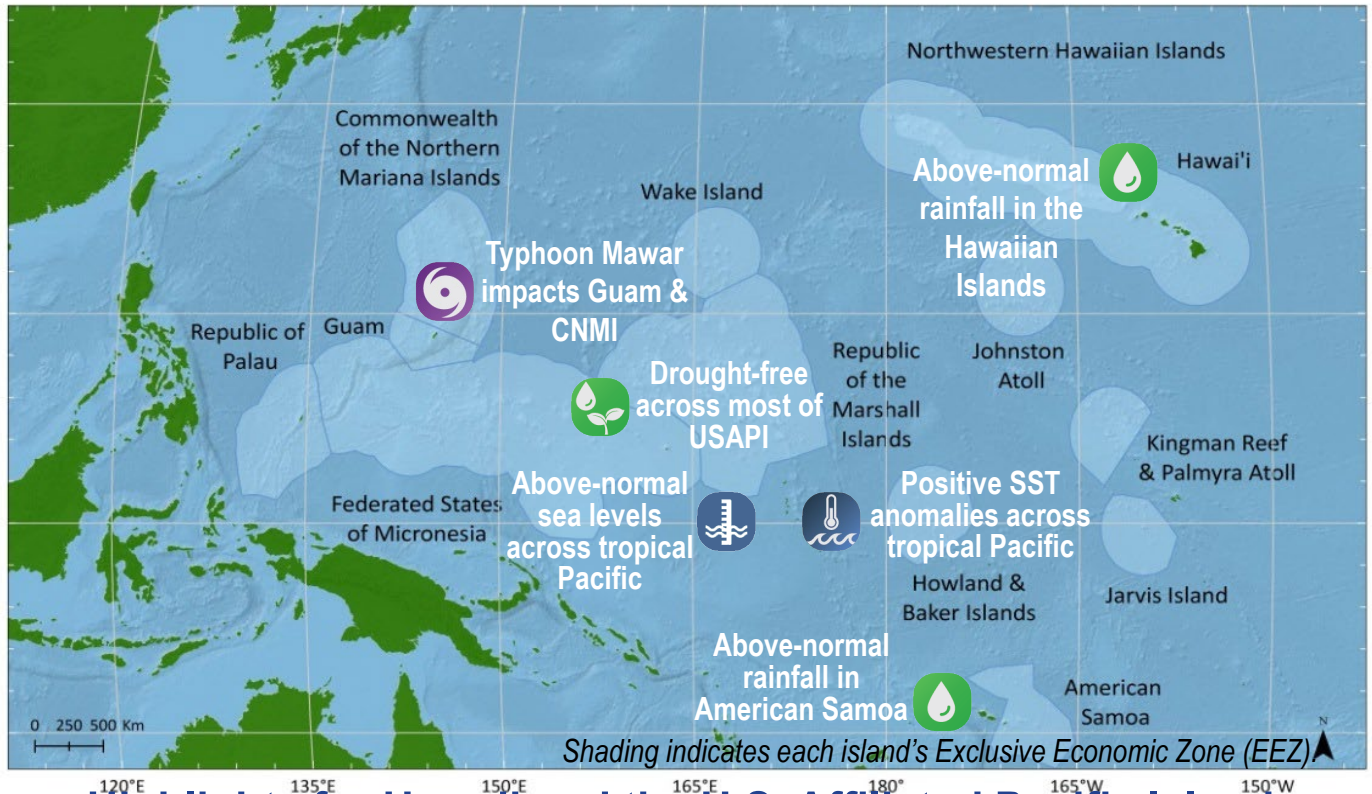 Northwestern Hawaiian Islands
Commonwealth
of the Northern
Mariana Islands
Wake Island
Above-normal
rainfall in the
Hawaiian
Islands
Hawai'i
Typhoon Mawar
impacts Guam &
CNMI
Republic of
Palau
Guam
Drought-free
across most of
USAPI
Republic
of the
Marshall
Islands
Johnston
Atoll
Kingman Reef
& Palmyra Atoll
Federated States
of Micronesia
Above-normal
sea levels
across tropical
Pacific
Positive SST
anomalies across
tropical Pacific
Howland &
Baker Islands
Jarvis Island
Above-normal
rainfall in
American Samoa
American
Samoa
0 250 500 Km
N
Shading indicates each island’s Exclusive Economic Zone (EEZ)
120°E 135°E 150°E 165°E 180° 165°W 150°W